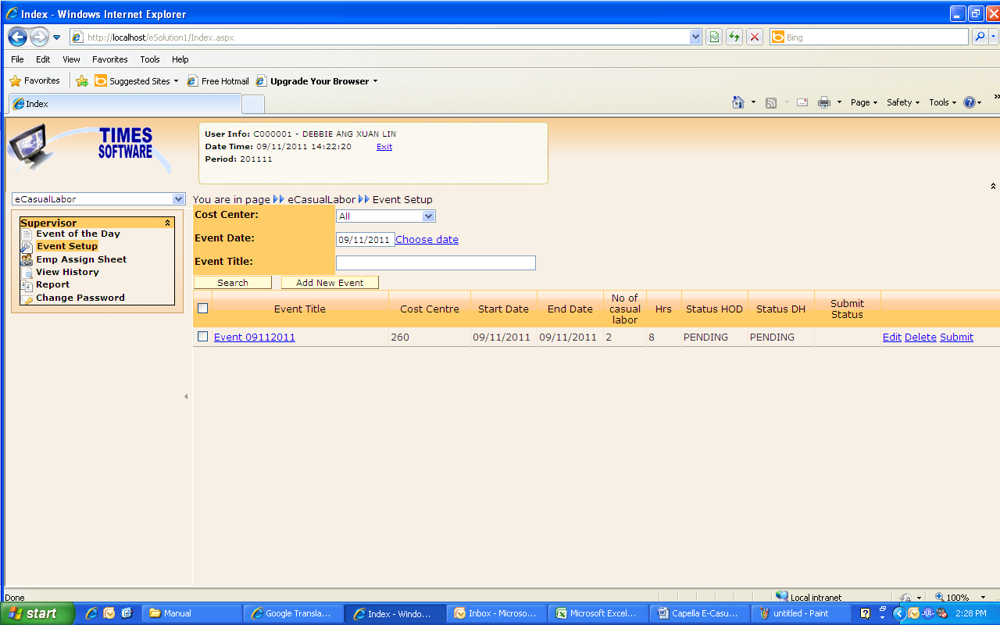 Index - Windows Internet Explorer
http://localhost/eSolution1/Index.aspx
Bing
File Edit View Favorites Tools Help
Favorites Suggested Sites Free Hotmail Upgrade Your Browser
Index
Page Safety Tools
TIMES
SOFTWARE
User Info: C000001 - DEBBIE ANG XUAN LIN
Date Time: 09/11/2011 14:22:20 Exit
Period: 201111
eCasualLabor
You are in page eCasualLabor Event Setup
Supervisor
Event of the Day
Event Setup
Emp Assign Sheet
View History
Report
Change Password
Cost Center: All
Event Date: 09/11/2011 Choose date
Event Title:
Search Add New Event
Event Title Cost Centre Start Date End Date No of casual labor Hrs Status HOD Status DH Submit Status
Event 09112011 260 09/11/2011 09/11/2011 2 8 PENDING PENDING Edit Delete Submit
Done Local intranet 100%
start Manual Google Transla... Index - Windo... Inbox - Microso... Microsoft Excel... Capella E-Casu... untitled - Paint 2:28 PM